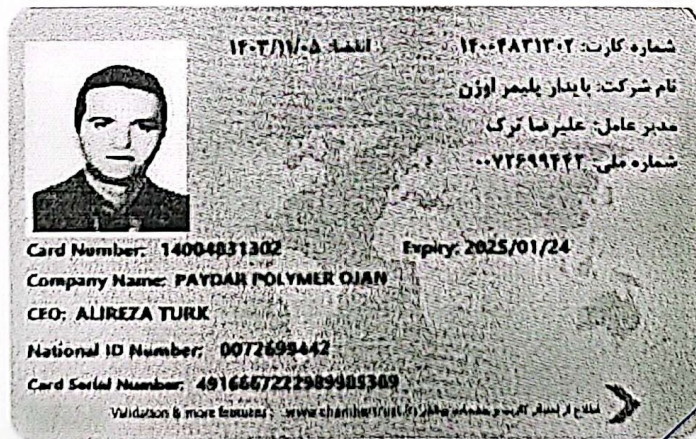 شماره کارت: ۱۴۰۰۴۸۳۱۳۰۲ انقضا: ۱۴۰۳/۱۱/۰۵
نام شرکت: پایدار پلیمر اوژن
مدیر عامل: علیرضا ترک
شماره ملی: ۰۰۷۲۶۹۹۴۴۲
Card Number: 14004831302 Expiry: 2025/01/24
Company Name: PAYDAR POLYMER OJAN
CEO: ALIREZA TURK
National ID Number: 0072699442
Card Serial Number:
Validation & more features :